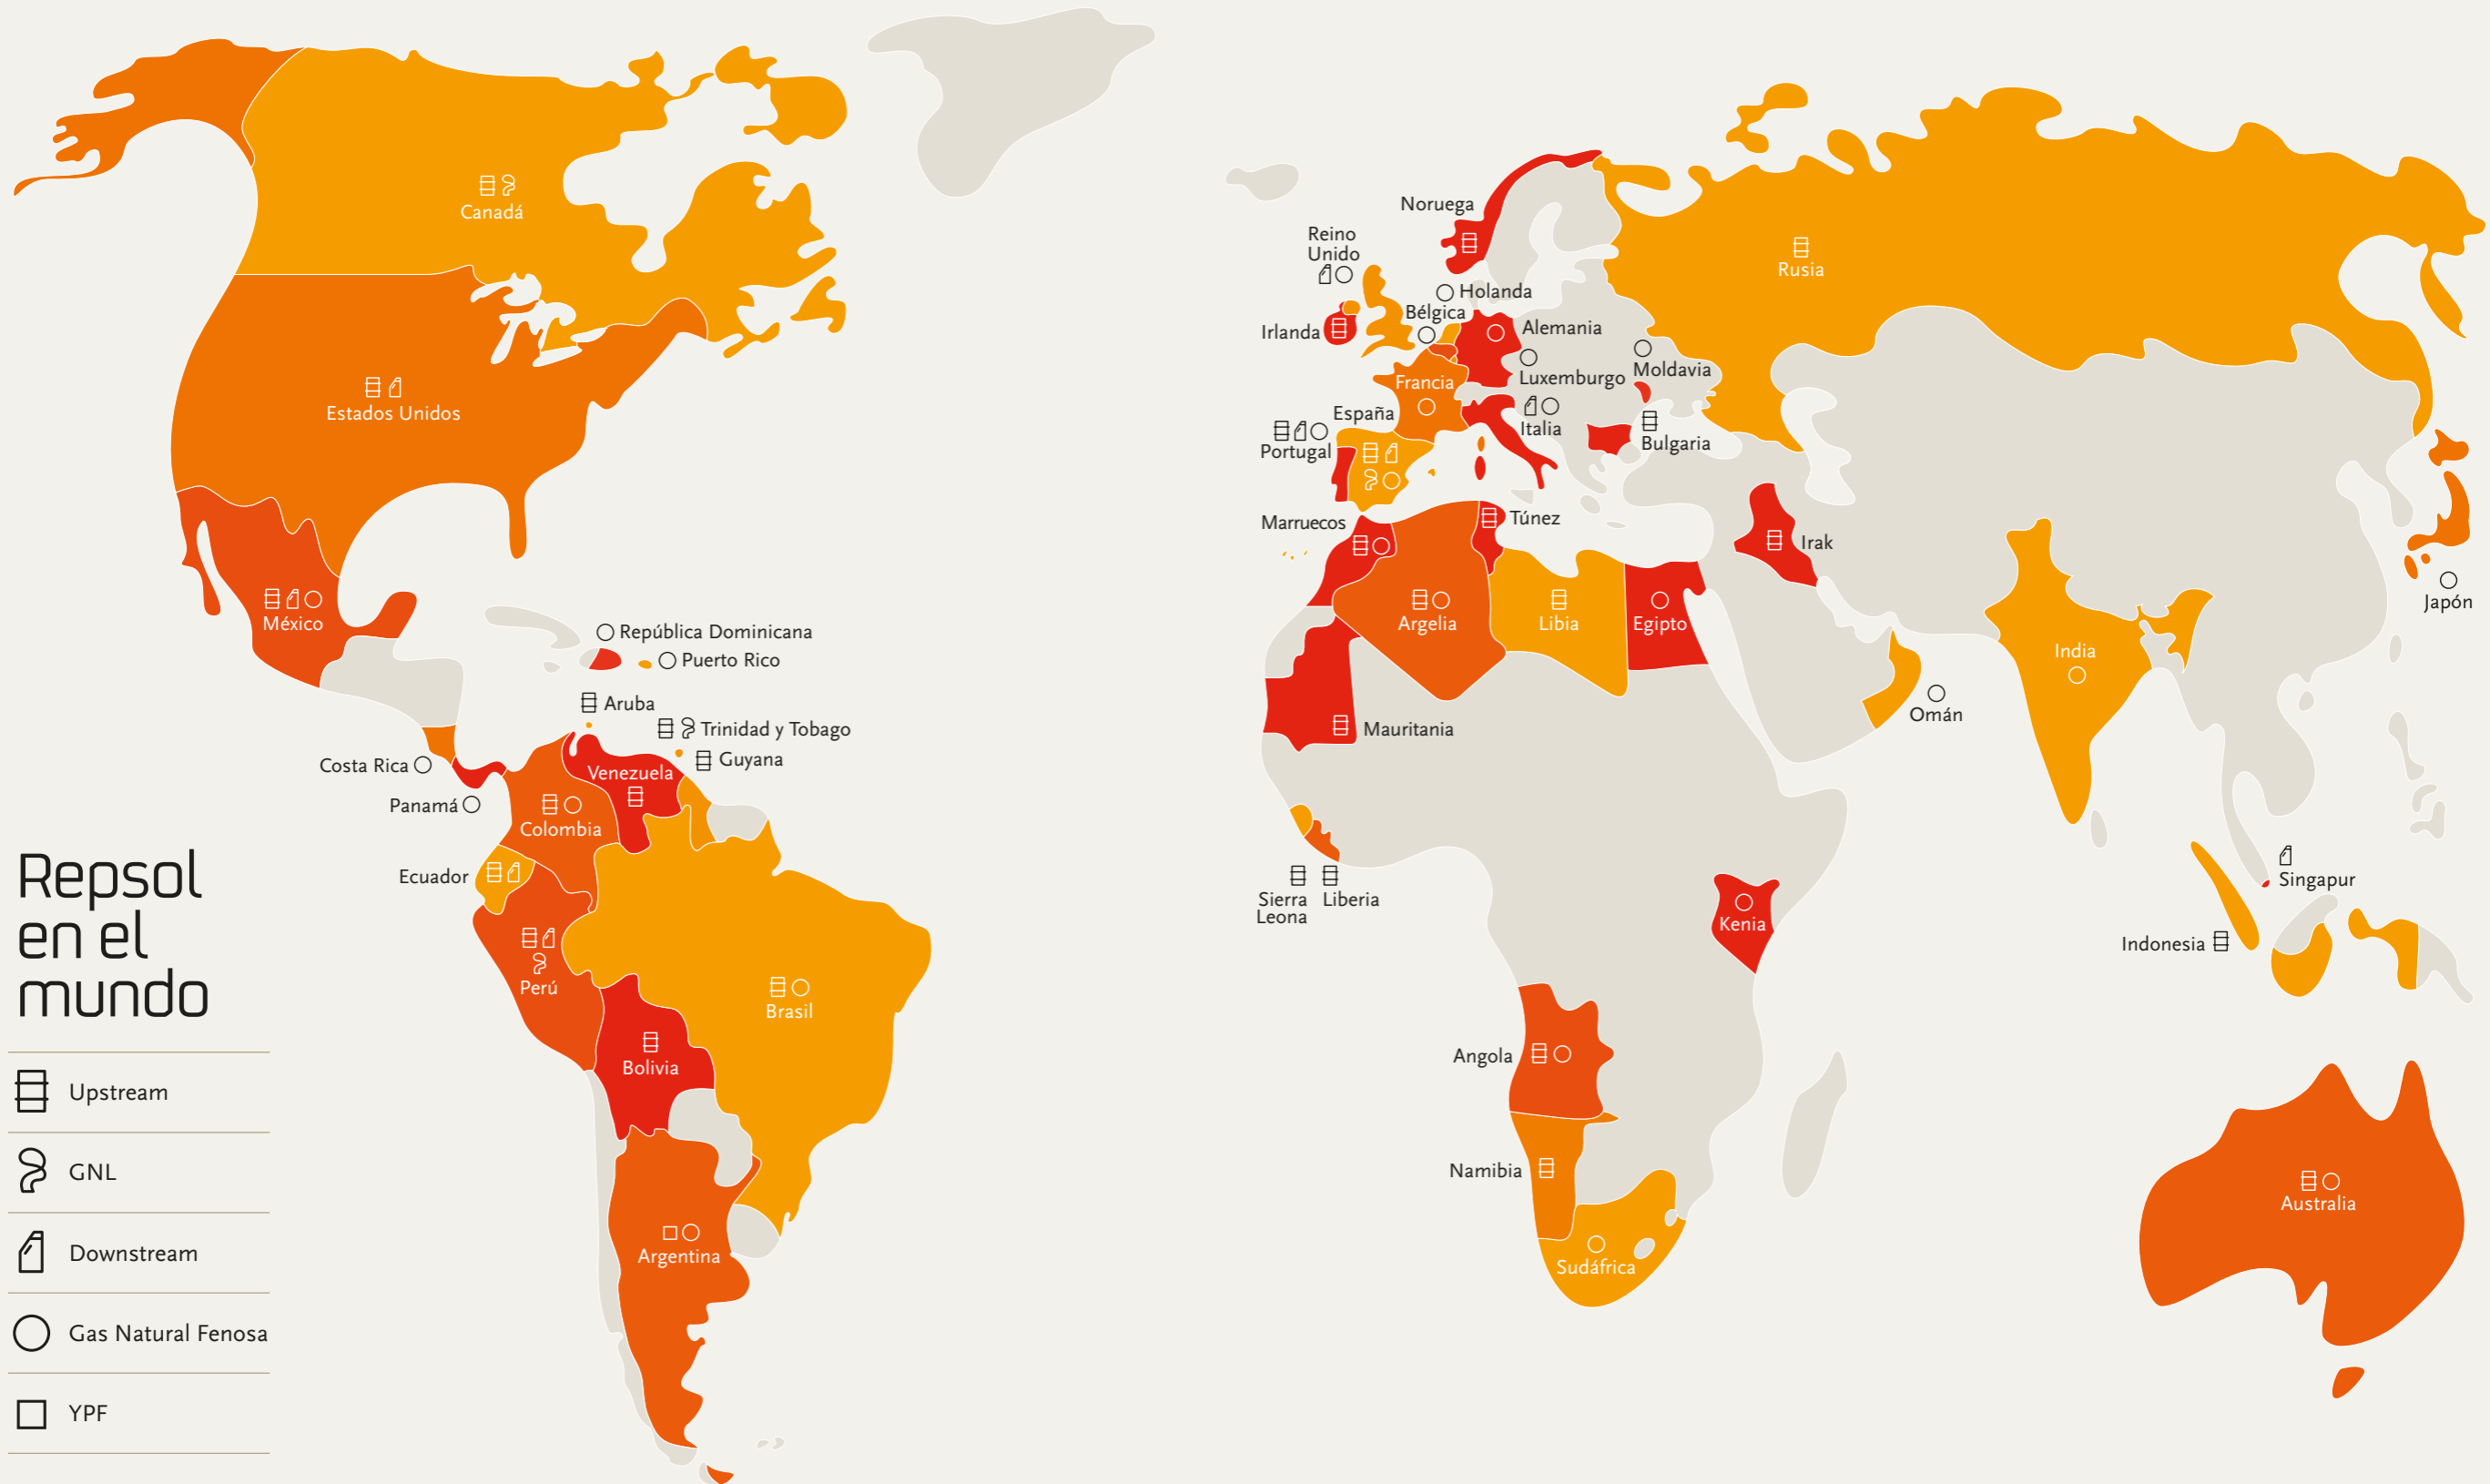 Repsol
en el
mundo
Upstream
GNL
Downstream
Gas Natural Fenosa
YPF
Canadá
Estados Unidos
México
República Dominicana
Puerto Rico
Aruba
Trinidad y Tobago
Guyana
Costa Rica
Panamá
Venezuela
Colombia
Ecuador
Perú
Brasil
Bolivia
Argentina
Noruega
Reino
Unido
Holanda
Bélgica
Irlanda
Alemania
Luxemburgo
Moldavia
Francia
España
Italia
Portugal
Bulgaria
Rusia
Marruecos
Túnez
Irak
Argelia
Libia
Egipto
Mauritania
Sierra
Leona
Liberia
Kenia
Angola
Namibia
Sudáfrica
Japón
India
Omán
Singapur
Indonesia
Australia